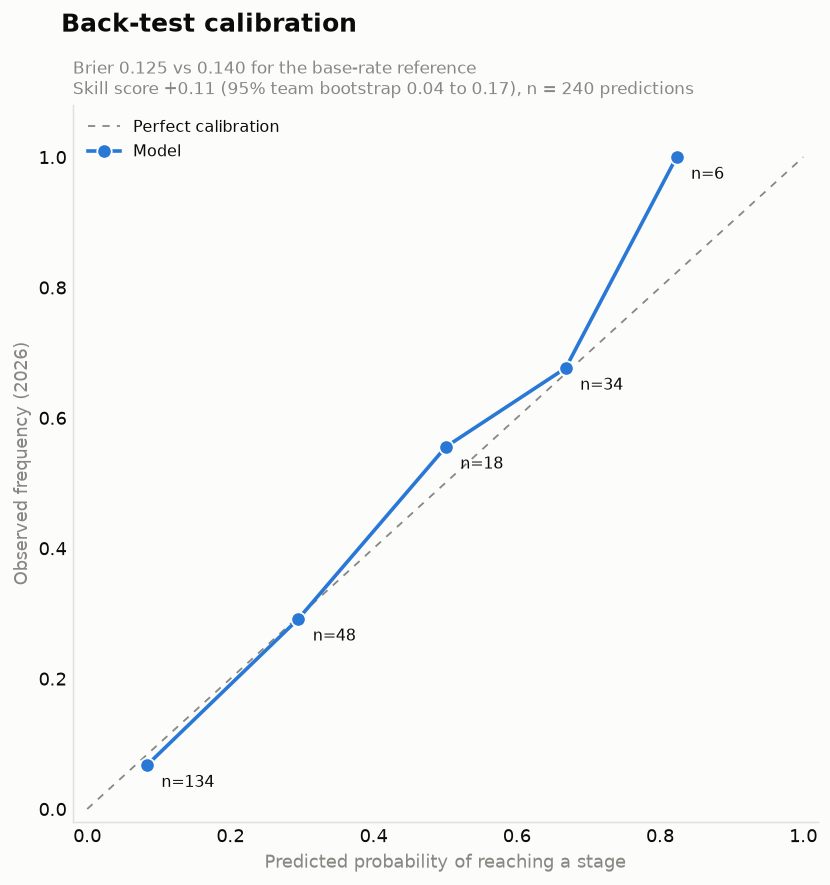 Back-test calibration
Brier 0.125 vs 0.140 for the base-rate reference
Skill score +0.11 (95% team bootstrap 0.04 to 0.17), n = 240 predictions
Perfect calibration
Model
1.0
0.8
0.6
0.4
0.2
0.0
Observed frequency (2026)
n=6
n=34
n=18
n=48
n=134
0.0 0.2 0.4 0.6 0.8 1.0
Predicted probability of reaching a stage